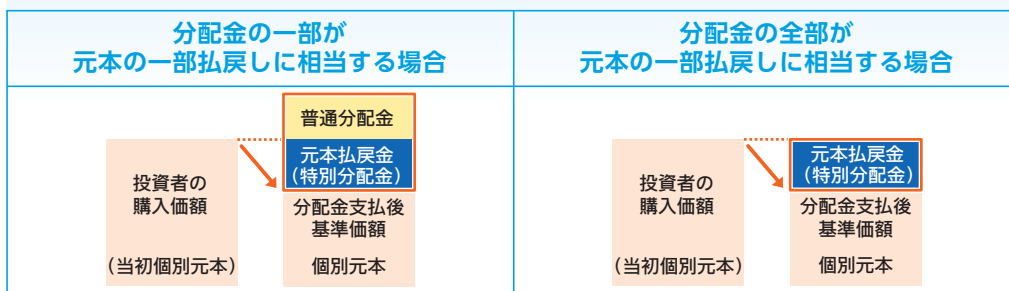 分配金の一部が
元本の一部払戻しに相当する場合
分配金の全部が
元本の一部払戻しに相当する場合
投資者の
購入価額
(当初個別元本)
普通分配金
元本払戻金
(特別分配金)
分配金支払後
基準価額
個別元本
投資者の
購入価額
(当初個別元本)
元本払戻金
(特別分配金)
分配金支払後
基準価額
個別元本